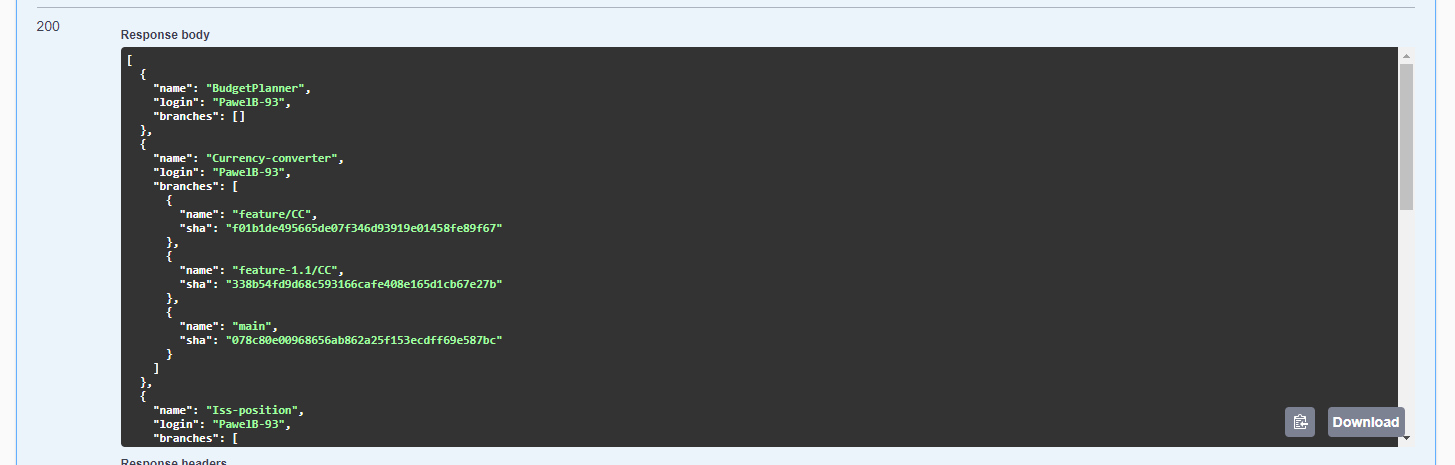 200
Response body
[
  {
    "name": "BudgetPlanner",
    "login": "PawelB-93",
    "branches": []
  },
  {
    "name": "Currency-converter",
    "login": "PawelB-93",
    "branches": [
      {
        "name": "feature/CC",
        "sha": "f01b1de495665de07f346d93919e01458fe89f67"
      },
      {
        "name": "feature-1.1/CC",
        "sha": "338b54fd9d68c593166cafe408e165d1cb67e27b"
      },
      {
        "name": "main",
        "sha": "078c80e00968656ab862a25f153ecdff69e587bc"
      }
    ]
  },
  {
    "name": "Iss-position",
    "login": "PawelB-93",
    "branches": [
Download
Response headers